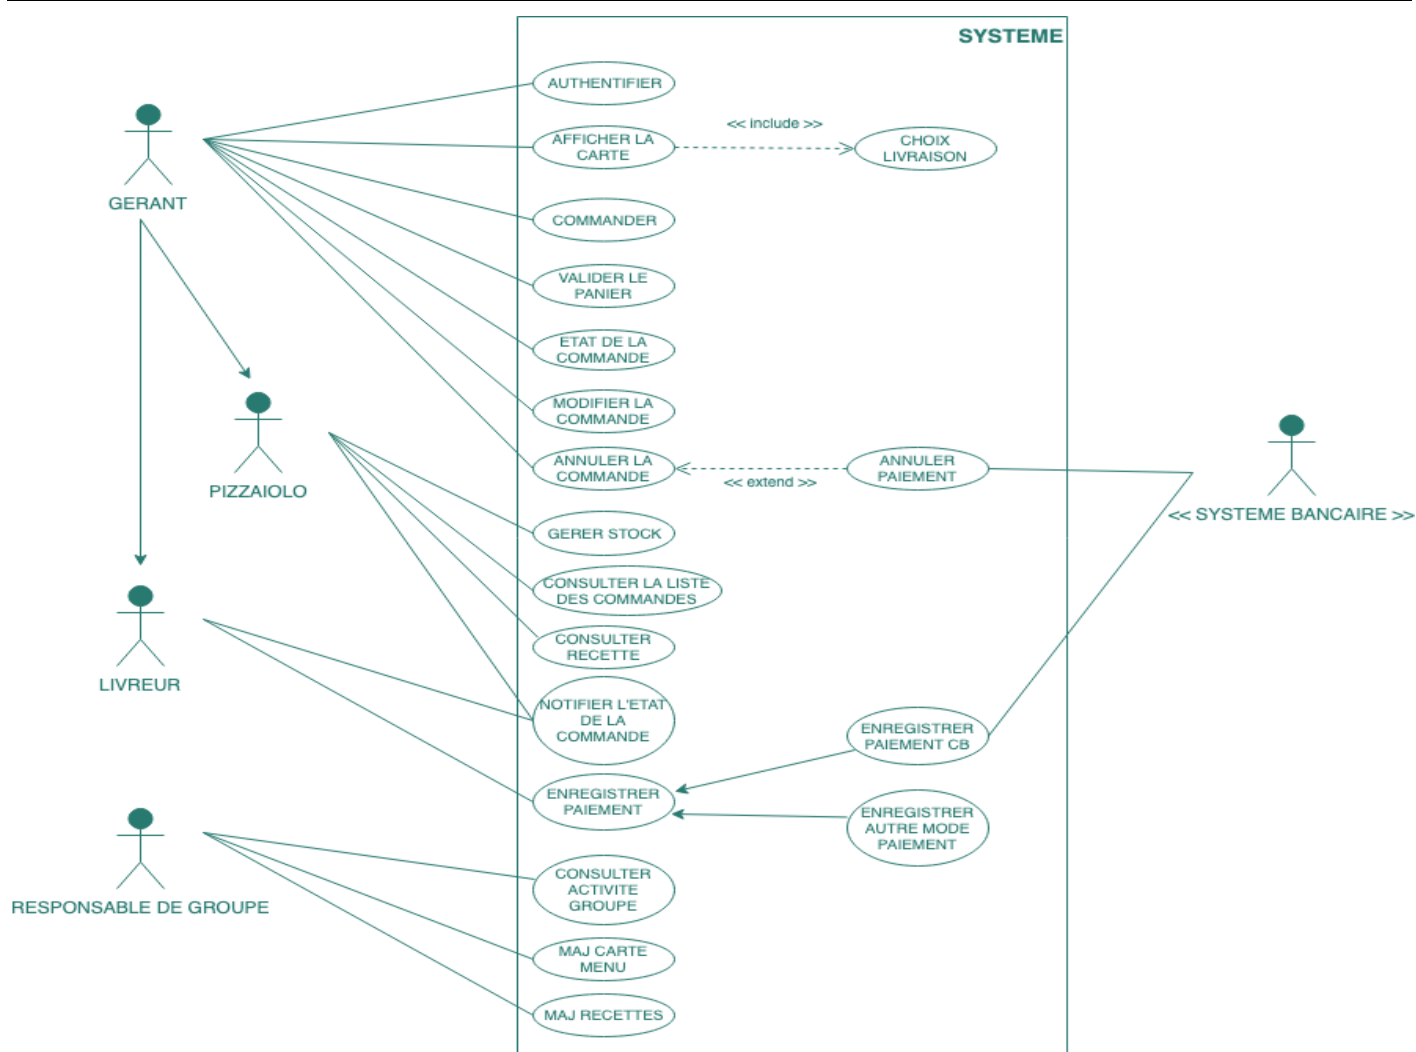 SYSTEME
AUTHENTIFIER
AFFICHER LA
CARTE
<< include >>
CHOIX
LIVRAISON
GERANT
COMMANDER
VALIDER LE
PANIER
ETAT DE LA
COMMANDE
MODIFIER LA
COMMANDE
ANNULER LA
COMMANDE
<< extend >>
ANNULER
PAIEMENT
PIZZAIOLO
<< SYSTEME BANCAIRE >>
GERER STOCK
CONSULTER LA LISTE
DES COMMANDES
CONSULTER
RECETTE
LIVREUR
NOTIFIER L'ETAT
DE LA
COMMANDE
ENREGISTRER
PAIEMENT CB
ENREGISTRER
PAIEMENT
ENREGISTRER
AUTRE MODE
PAIEMENT
CONSULTER
ACTIVITE
GROUPE
RESPONSABLE DE GROUPE
MAJ CARTE
MENU
MAJ RECETTES